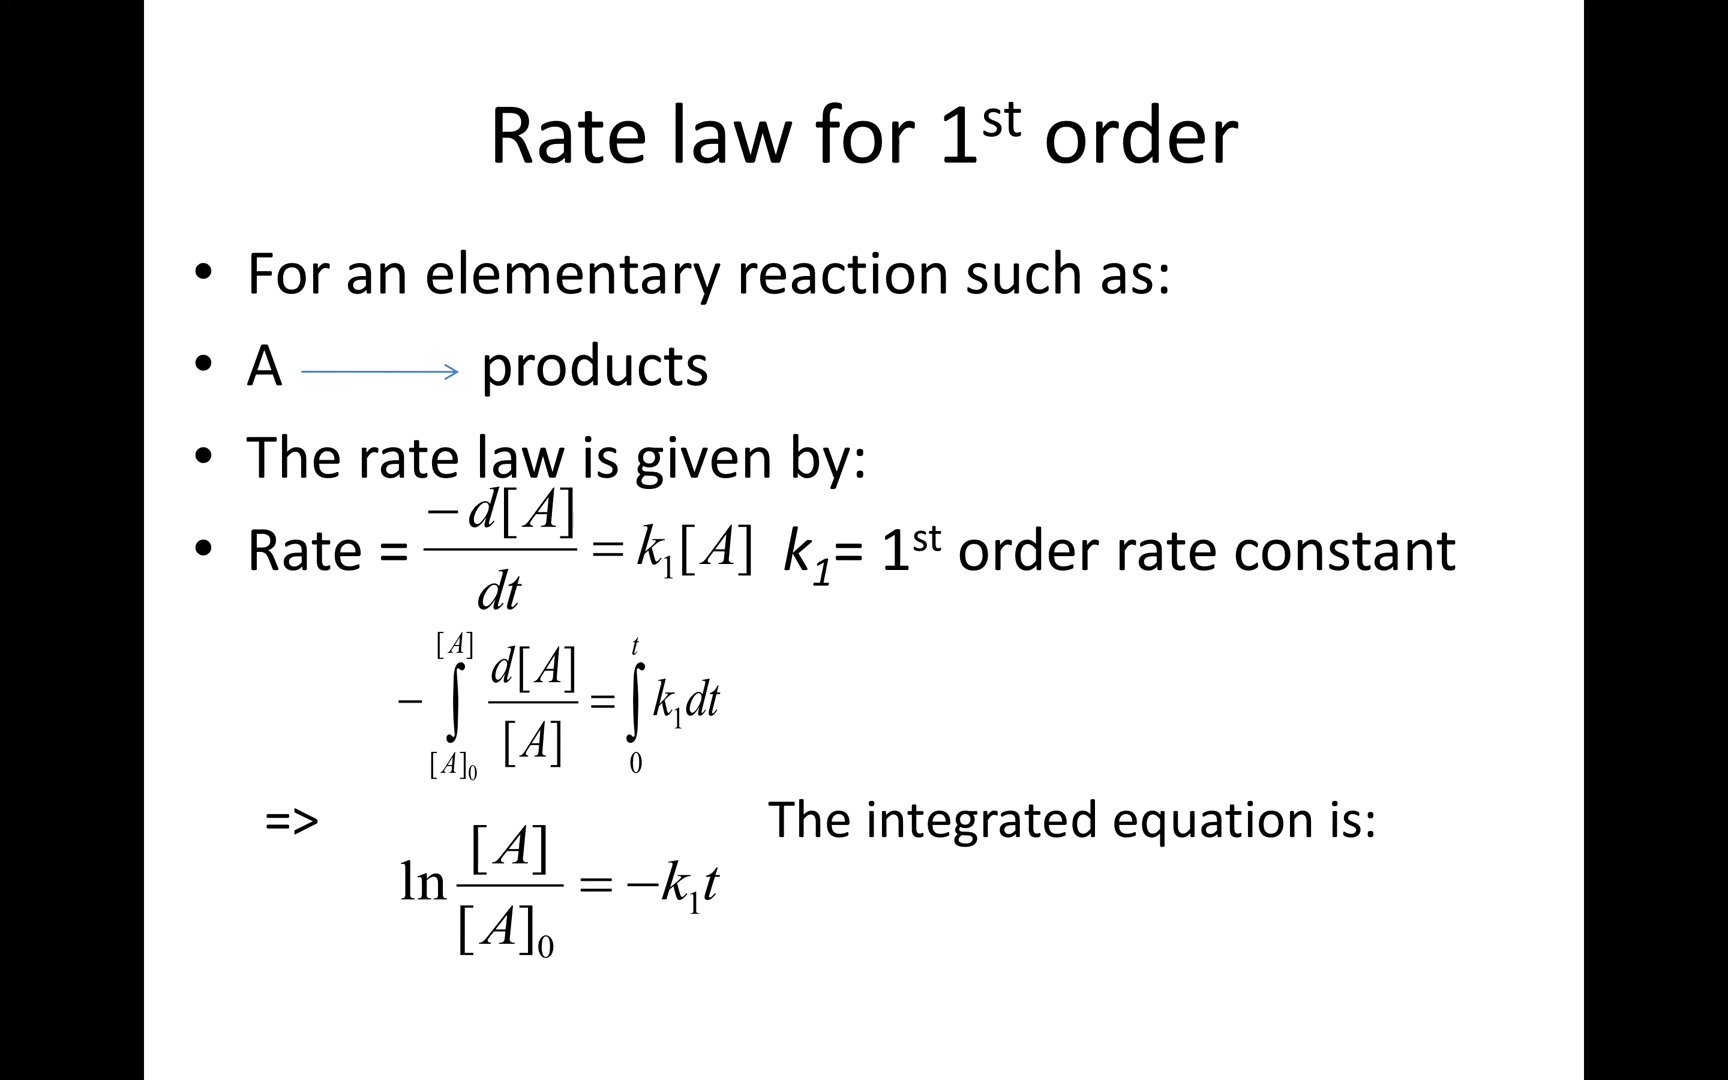 Rate law for 1st order
• For an elementary reaction such as:
• A ⟶ products
• The rate law is given by:
• Rate = −d[A]/dt = k₁[A] k₁= 1st order rate constant
−∫_{[A]₀}^{[A]} d[A]/[A] = ∫_{0}^{t} k₁dt
=> The integrated equation is:
ln [A]/[A]₀ = −k₁t